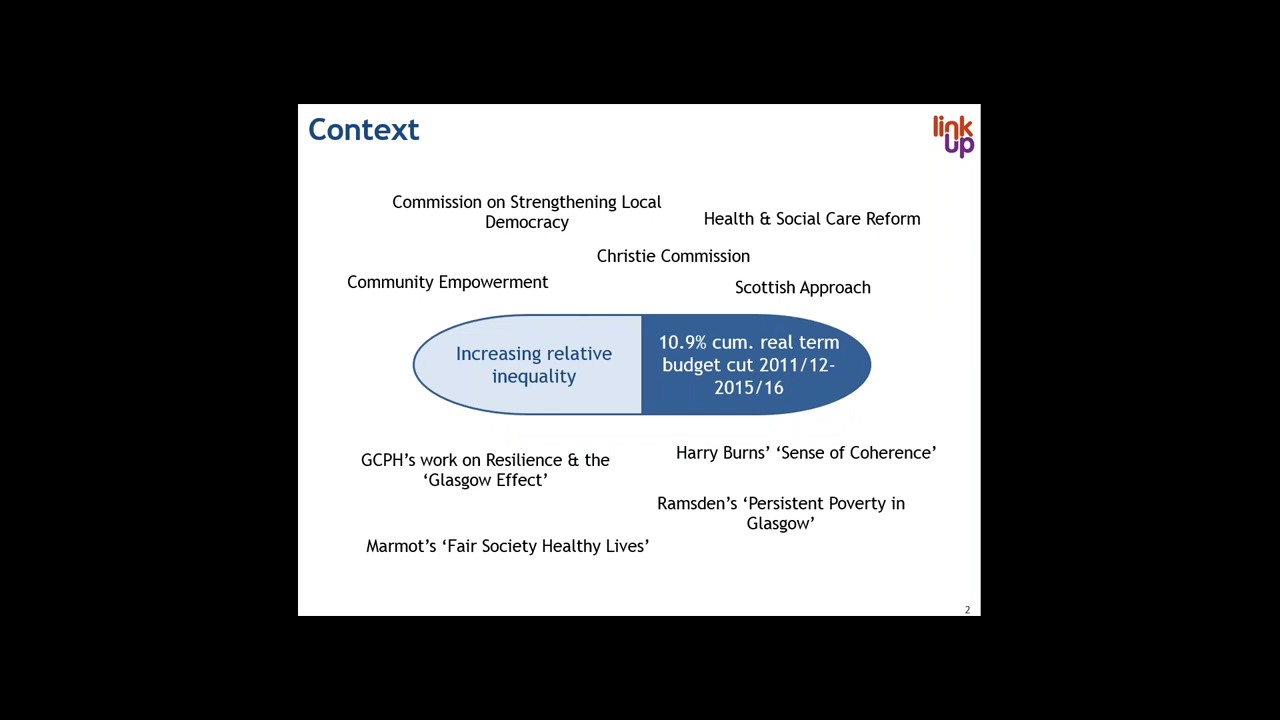 Context
link
up
Commission on Strengthening Local
Democracy
Health & Social Care Reform
Christie Commission
Community Empowerment
Scottish Approach
Increasing relative
inequality
10.9% cum. real term
budget cut 2011/12-
2015/16
GCPH’s work on Resilience & the
‘Glasgow Effect’
Harry Burns’ ‘Sense of Coherence’
Ramsden’s ‘Persistent Poverty in
Glasgow’
Marmot’s ‘Fair Society Healthy Lives’
2